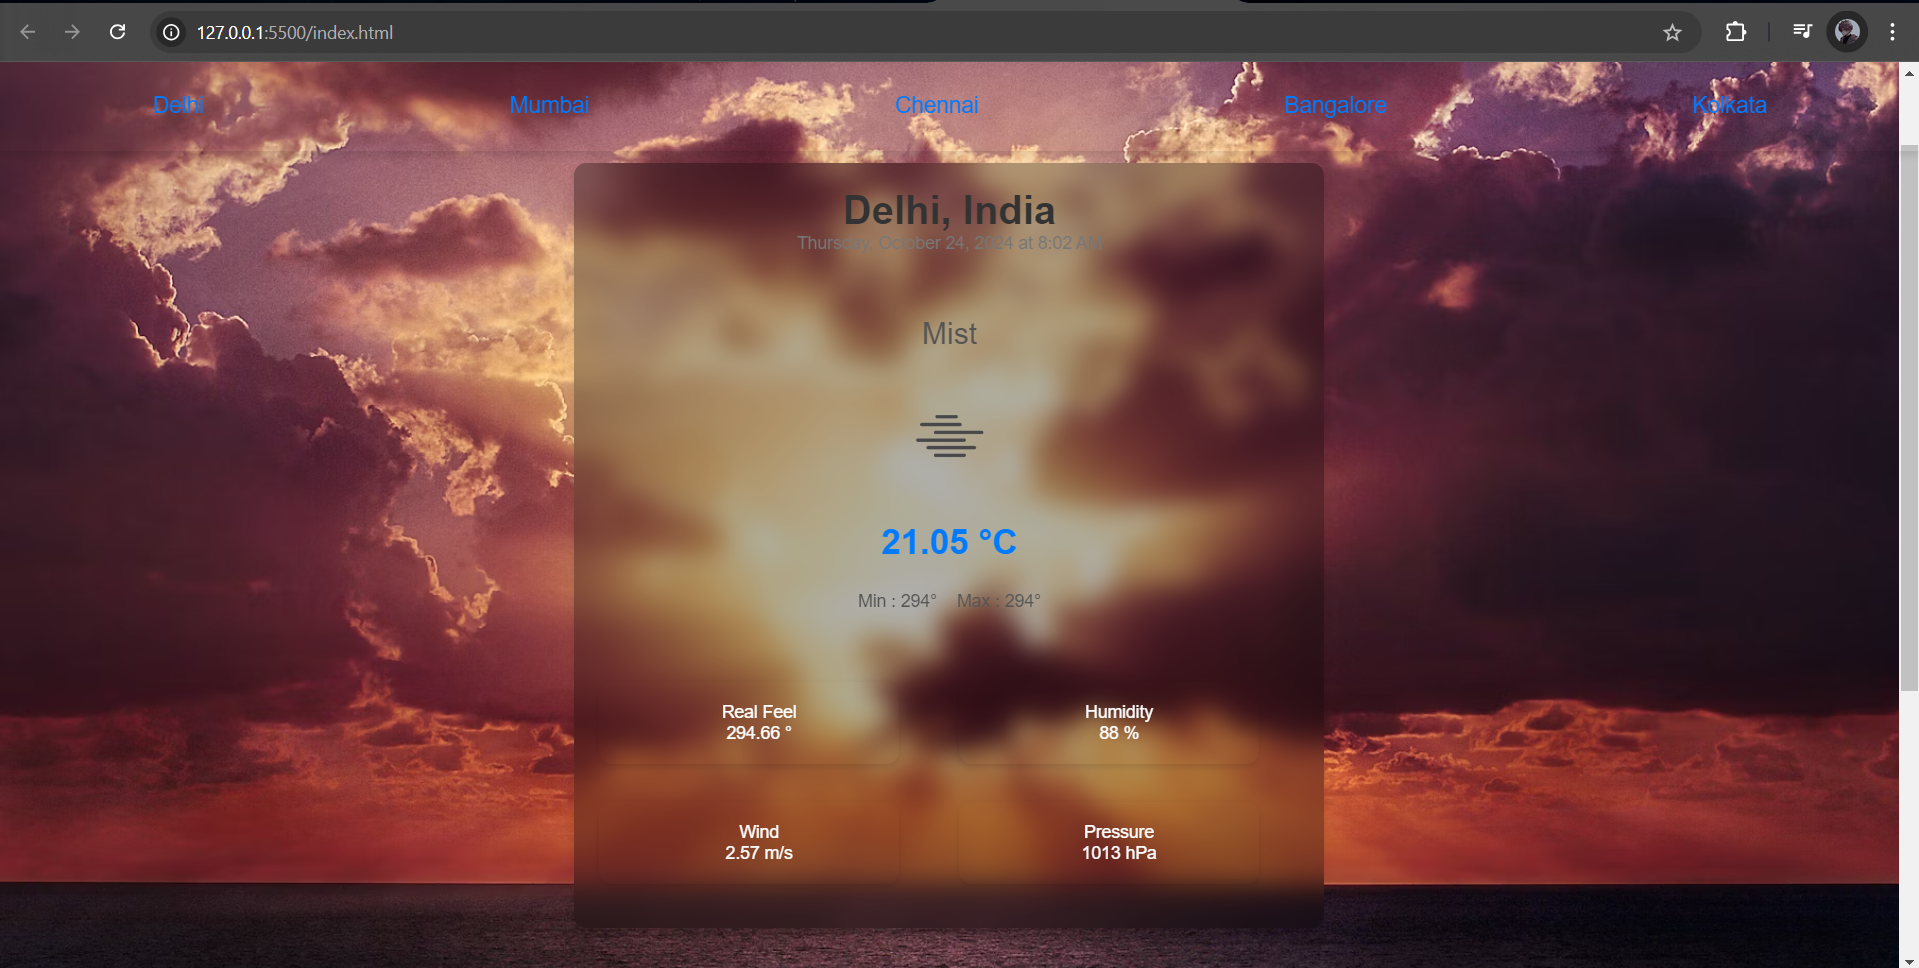 127.0.0.1:5500/index.html
Delhi Mumbai Chennai Bangalore Kolkata
Delhi, India
Thursday, October 24, 2024 at 8:02 AM
Mist
21.05 °C
Min : 294° Max : 294°
Real Feel Humidity
294.66 ° 88 %
Wind Pressure
2.57 m/s 1013 hPa